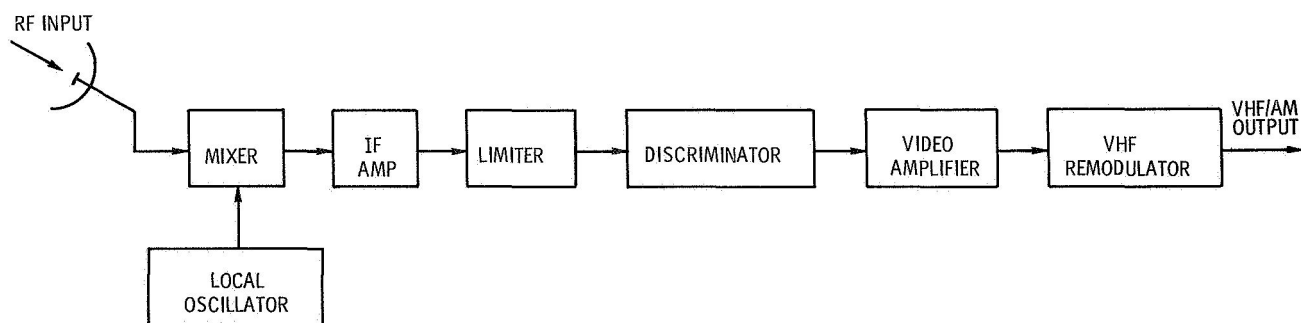 RF INPUT
MIXER
IF
AMP
LIMITER
DISCRIMINATOR
VIDEO
AMPLIFIER
VHF
REMODULATOR
VHF/AM
OUTPUT
LOCAL
OSCILLATOR